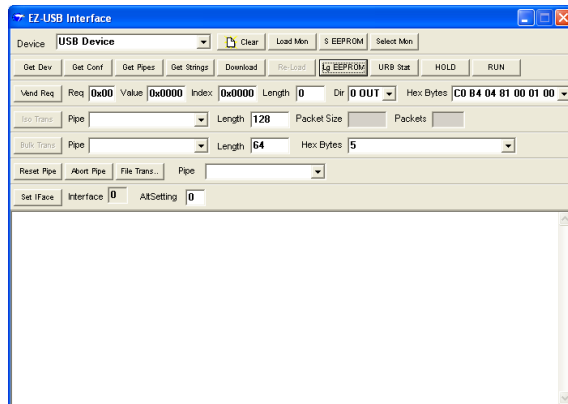 EZ-USB Interface
Device USB Device Clear Load Mon S EEPROM Select Mon
Get Dev Get Conf Get Pipes Get Strings Download Re-Load Lg EEPROM URB Stat HOLD RUN
Vend Req Req 0x00 Value 0x0000 Index 0x0000 Length 0 Dir 0 OUT Hex Bytes C0 B4 04 81 00 01 00
Iso Trans Pipe Length 128 Packet Size Packets
Bulk Trans Pipe Length 64 Hex Bytes 5
Reset Pipe Abort Pipe File Trans.. Pipe
Set IFace Interface 0 AltSetting 0